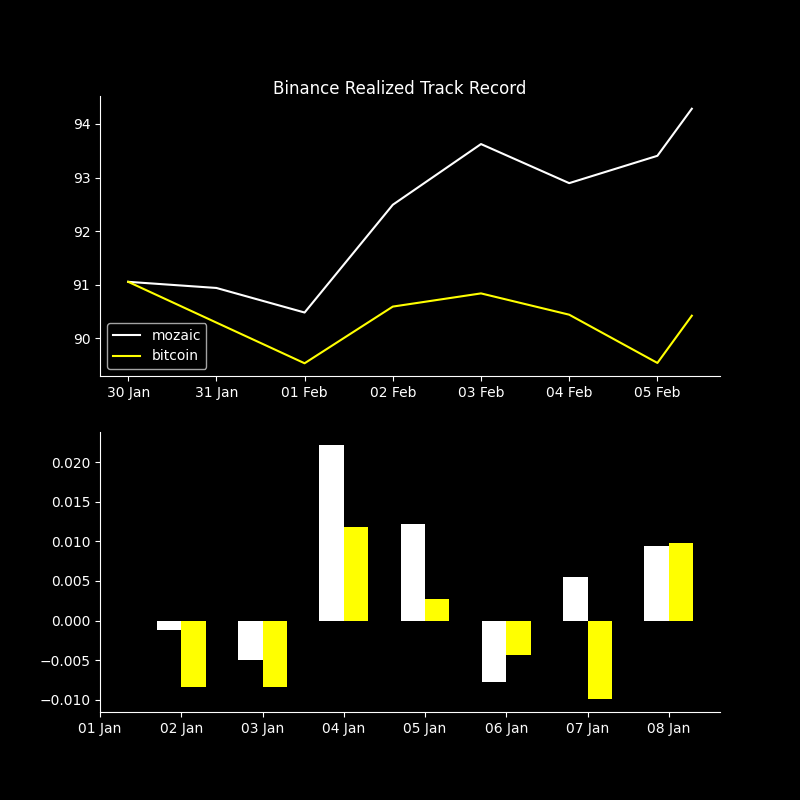 Binance Realized Track Record
94
93
92
91
90
mozaic
bitcoin
30 Jan 31 Jan 01 Feb 02 Feb 03 Feb 04 Feb 05 Feb
0.020
0.015
0.010
0.005
0.000
−0.005
−0.010
01 Jan 02 Jan 03 Jan 04 Jan 05 Jan 06 Jan 07 Jan 08 Jan